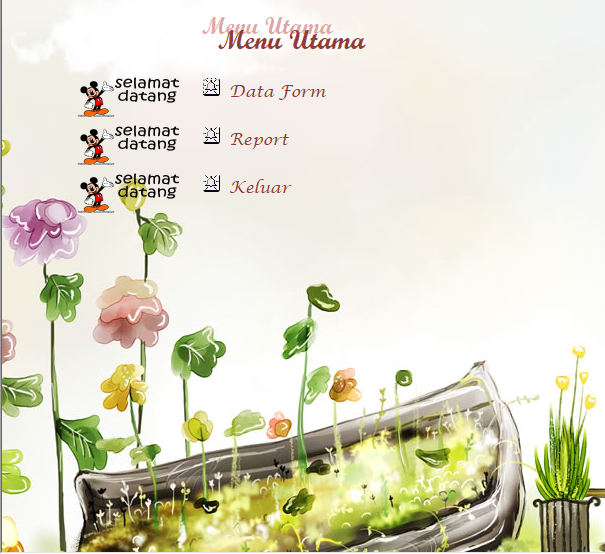 Menu Utama
Menu Utama
selamat
datang
Data Form
selamat
datang
Report
selamat
datang
Keluar